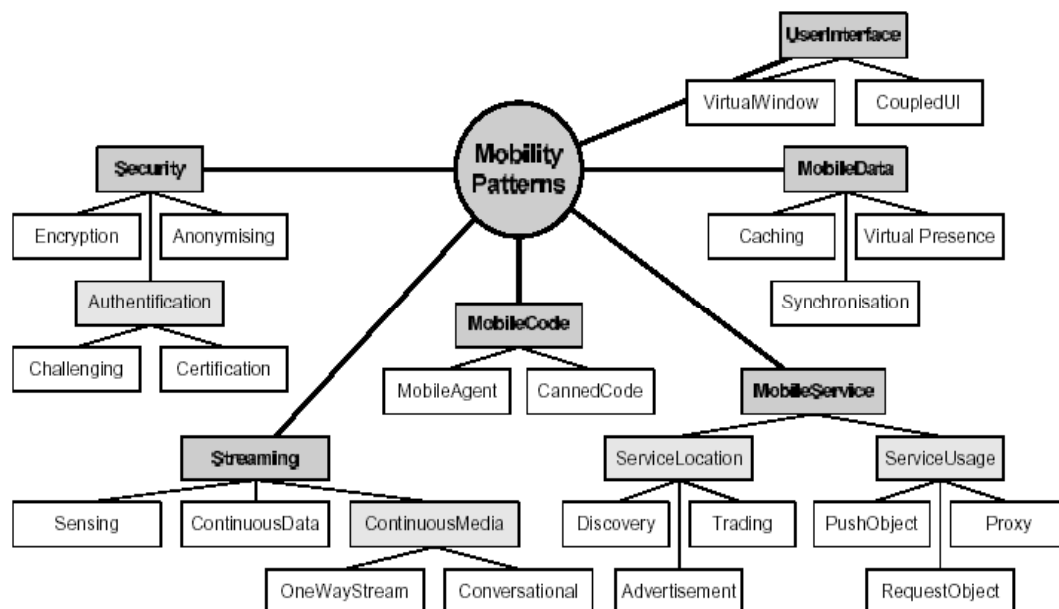 UserInterface
VirtualWindow
CoupledUI
Mobility
Patterns
Security
MobileData
Encryption
Anonymising
Caching
Virtual Presence
Authentification
Synchronisation
MobileCode
Challenging
Certification
MobileAgent
CannedCode
MobileService
Streaming
ServiceLocation
ServiceUsage
Sensing
ContinuousData
ContinuousMedia
Discovery
Trading
PushObject
Proxy
OneWayStream
Conversational
Advertisement
RequestObject